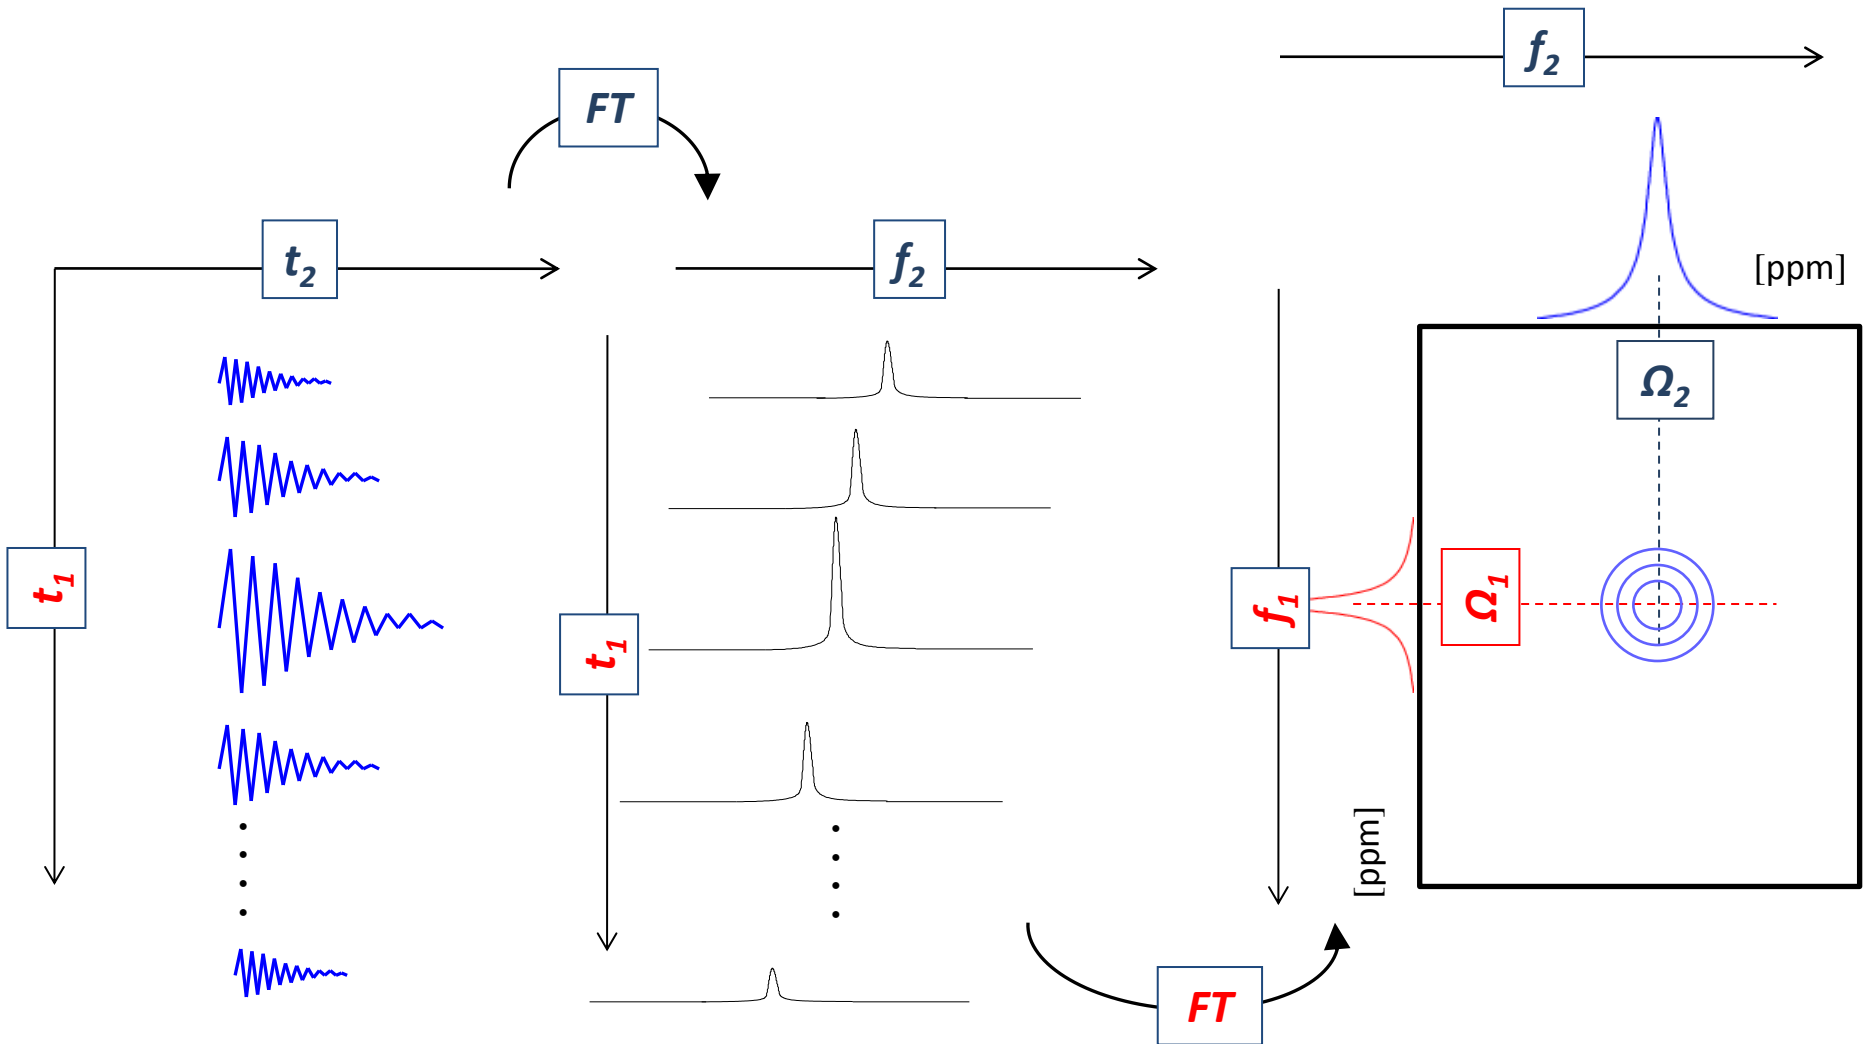 f₂
FT
t₂
f₂
[ppm]
Ω₂
t₁
t₁
f₁
Ω₁
[ppm]
FT